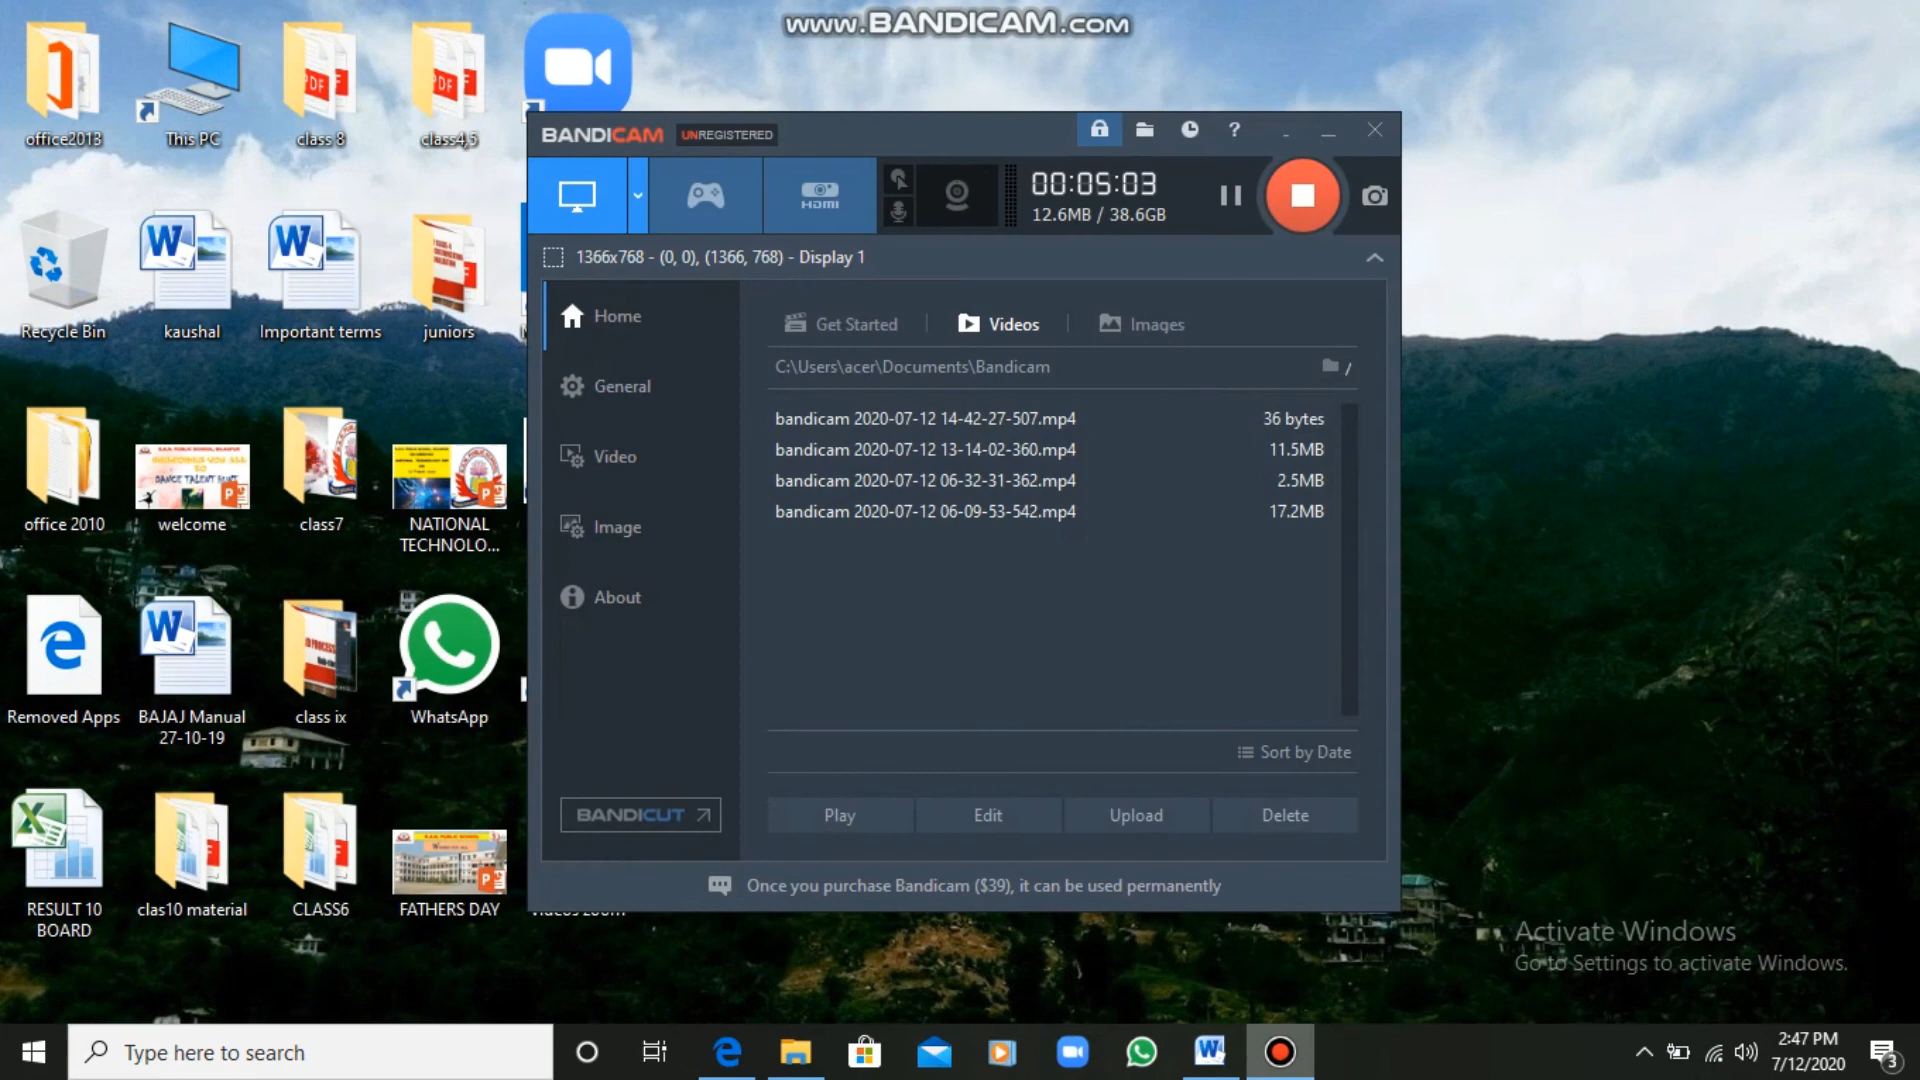 www.BANDICAM.com
office2013
This PC
class 8
class4,5
Recycle Bin
kaushal
Important terms
juniors
office 2010
welcome
class7
NATIONAL
TECHNOLO...
Removed Apps
BAJAJ Manual
27-10-19
class ix
WhatsApp
RESULT 10
BOARD
clas10 material
CLASS6
FATHERS DAY
BANDICAM UNREGISTERED
?
HDMI
00:05:03
12.6MB / 38.6GB
1366x768 - (0, 0), (1366, 768) - Display 1
Home
General
Video
Image
About
BANDICUT
Get Started
Videos
Images
C:\Users\acer\Documents\Bandicam
/
bandicam 2020-07-12 14-42-27-507.mp4 36 bytes
bandicam 2020-07-12 13-14-02-360.mp4 11.5MB
bandicam 2020-07-12 06-32-31-362.mp4 2.5MB
bandicam 2020-07-12 06-09-53-542.mp4 17.2MB
Sort by Date
Play Edit Upload Delete
Once you purchase Bandicam ($39), it can be used permanently
Activate Windows
Go to Settings to activate Windows.
Type here to search
2:47 PM
7/12/2020
3